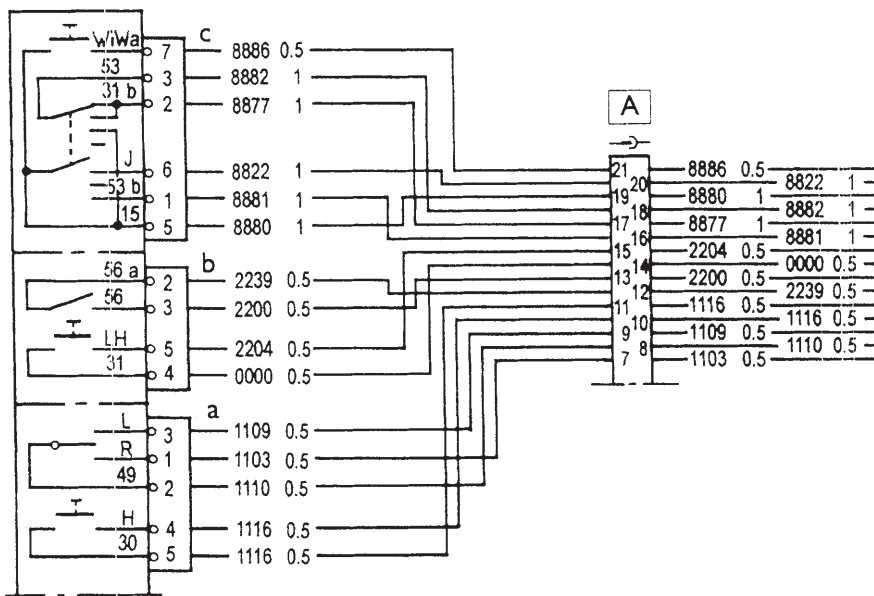 WiWa 7 c 8886 0.5
53 3 8882 1
31 b 2 8877 1
J 6 8822 1
53 b 1 8881 1
15 5 8880 1
56 a 2 b 2239 0.5
56 3 2200 0.5
LH 5 2204 0.5
31 4 0000 0.5
a
L 3 1109 0.5
R 1 1103 0.5
49 2 1110 0.5
H 4 1116 0.5
30 5 1116 0.5
A
21 8886 0.5
20 8822 1
19 8880 1
18 8882 1
17 8877 1
16 8881 1
15 2204 0.5
14 0000 0.5
13 2200 0.5
12 2239 0.5
11 1116 0.5
10 1116 0.5
9 1109 0.5
8 1110 0.5
7 1103 0.5